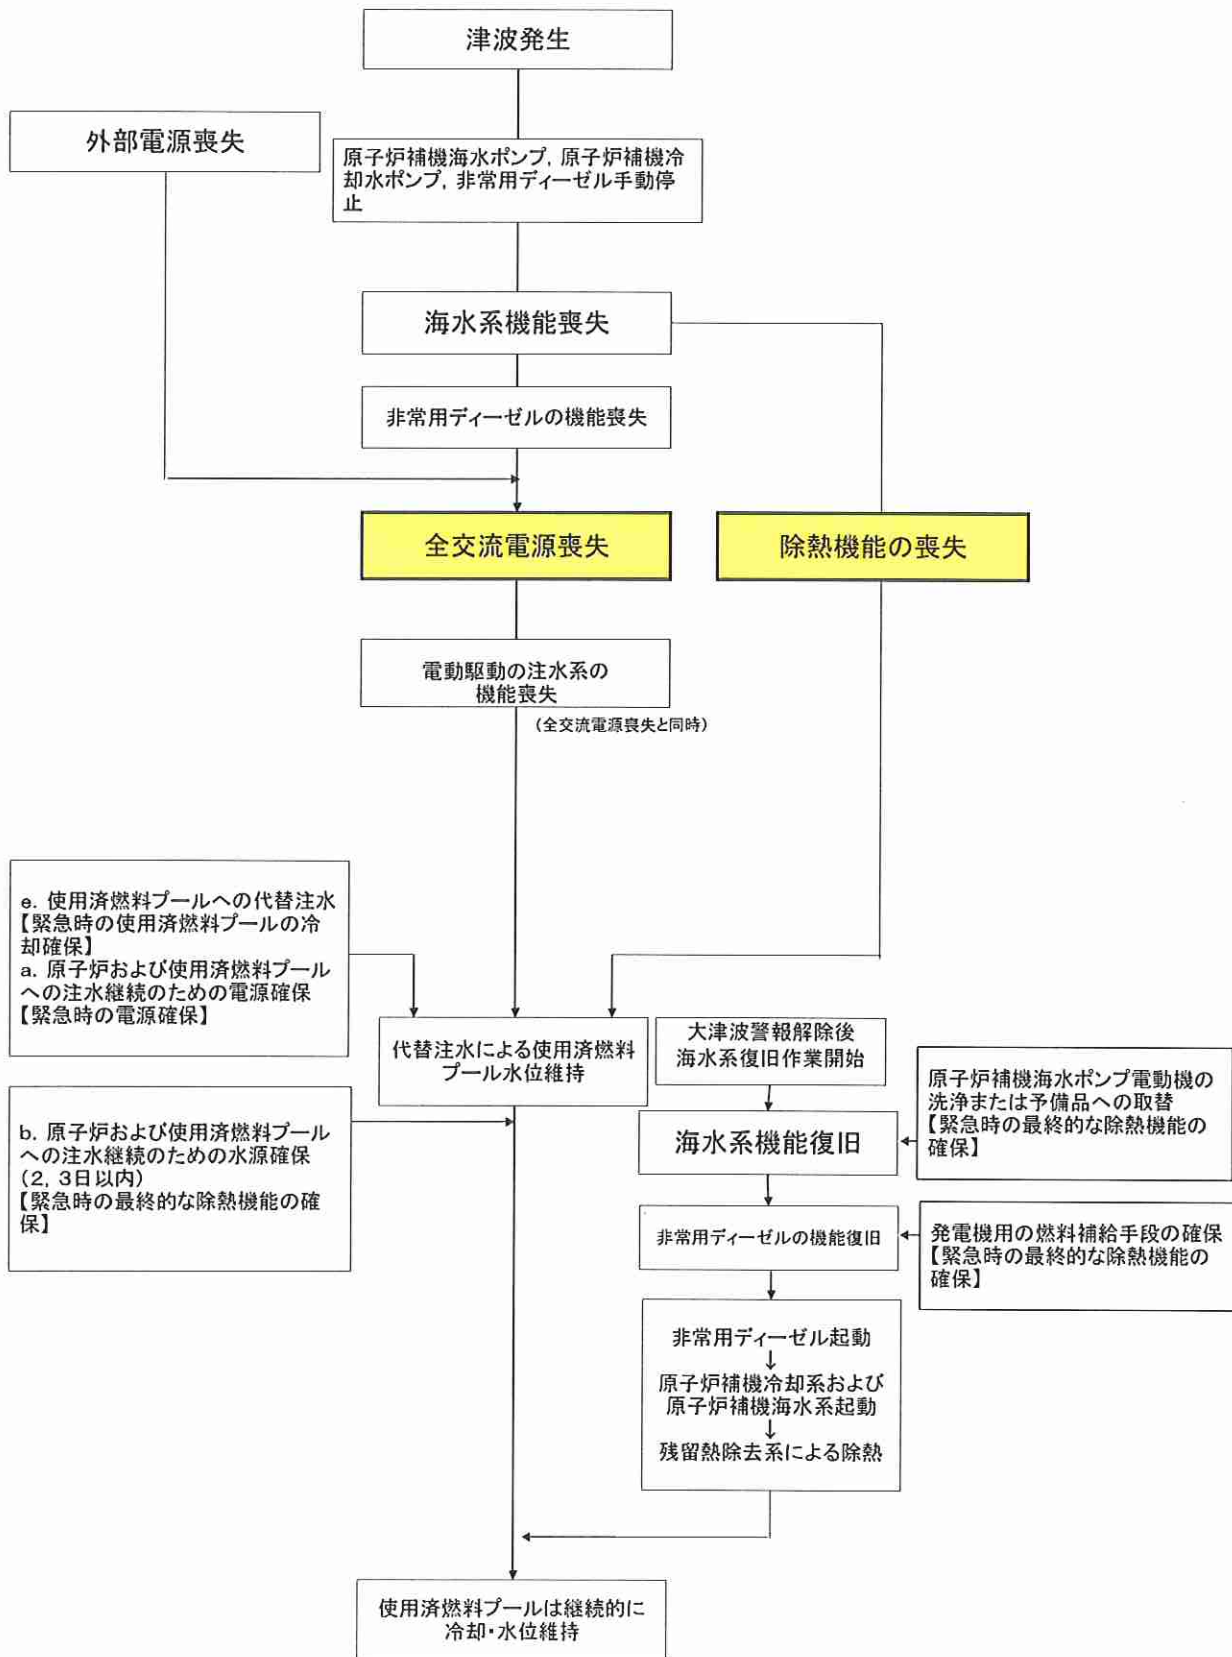 津波発生
外部電源喪失
原子炉補機海水ポンプ, 原子炉補機冷
却水ポンプ, 非常用ディーゼル手動停
止
海水系機能喪失
非常用ディーゼルの機能喪失
全交流電源喪失
除熱機能の喪失
電動駆動の注水系の
機能喪失
(全交流電源喪失と同時)
e. 使用済燃料プールへの代替注水
【緊急時の使用済燃料プールの冷
却確保】
a. 原子炉および使用済燃料プール
への注水継続のための電源確保
【緊急時の電源確保】
代替注水による使用済燃料
プール水位維持
大津波警報解除後
海水系復旧作業開始
原子炉補機海水ポンプ電動機の
洗浄または予備品への取替
【緊急時の最終的な除熱機能の
確保】
b. 原子炉および使用済燃料プール
への注水継続のための水源確保
(2, 3日以内)
【緊急時の最終的な除熱機能の確
保】
海水系機能復旧
非常用ディーゼルの機能復旧
発電機用の燃料補給手段の確保
【緊急時の最終的な除熱機能の
確保】
非常用ディーゼル起動
↓
原子炉補機冷却系および
原子炉補機海水系起動
↓
残留熱除去系による除熱
使用済燃料プールは継続的に
冷却・水位維持